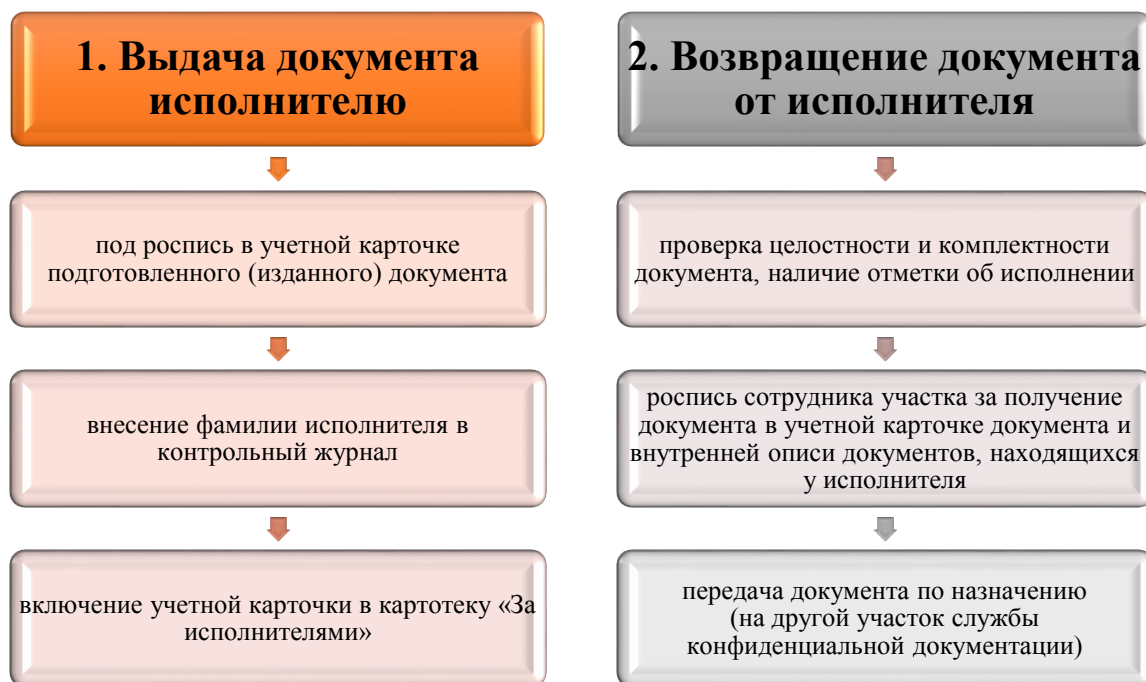 1. Выдача документа
исполнителю
под роспись в учетной карточке
подготовленного (изданного) документа
внесение фамилии исполнителя в
контрольный журнал
включение учетной карточки в картотеку «За
исполнителями»
2. Возвращение документа
от исполнителя
проверка целостности и комплектности
документа, наличие отметки об исполнении
роспись сотрудника участка за получение
документа в учетной карточке документа и
внутренней описи документов, находящихся
у исполнителя
передача документа по назначению
(на другой участок службы
конфиденциальной документации)